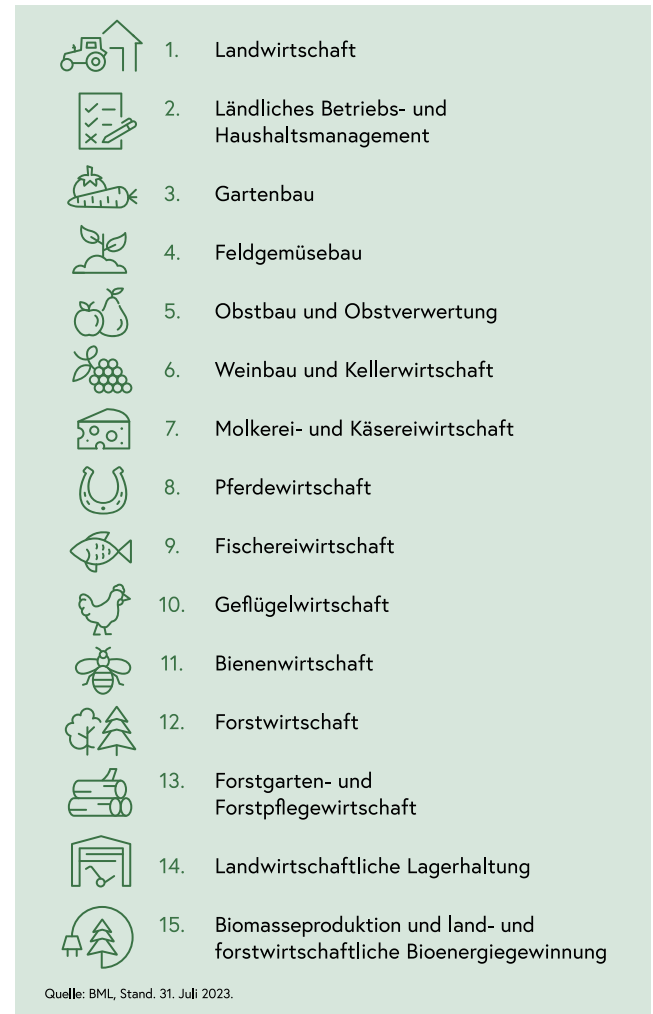 1. Landwirtschaft
2. Ländliches Betriebs- und
Haushaltsmanagement
3. Gartenbau
4. Feldgemüsebau
5. Obstbau und Obstverwertung
6. Weinbau und Kellerwirtschaft
7. Molkerei- und Käsereiwirtschaft
8. Pferdewirtschaft
9. Fischereiwirtschaft
10. Geflügelwirtschaft
11. Bienenwirtschaft
12. Forstwirtschaft
13. Forstgarten- und
Forstpflegewirtschaft
14. Landwirtschaftliche Lagerhaltung
15. Biomasseproduktion und land- und
forstwirtschaftliche Bioenergiegewinnung
Quelle: BML, Stand. 31. Juli 2023.